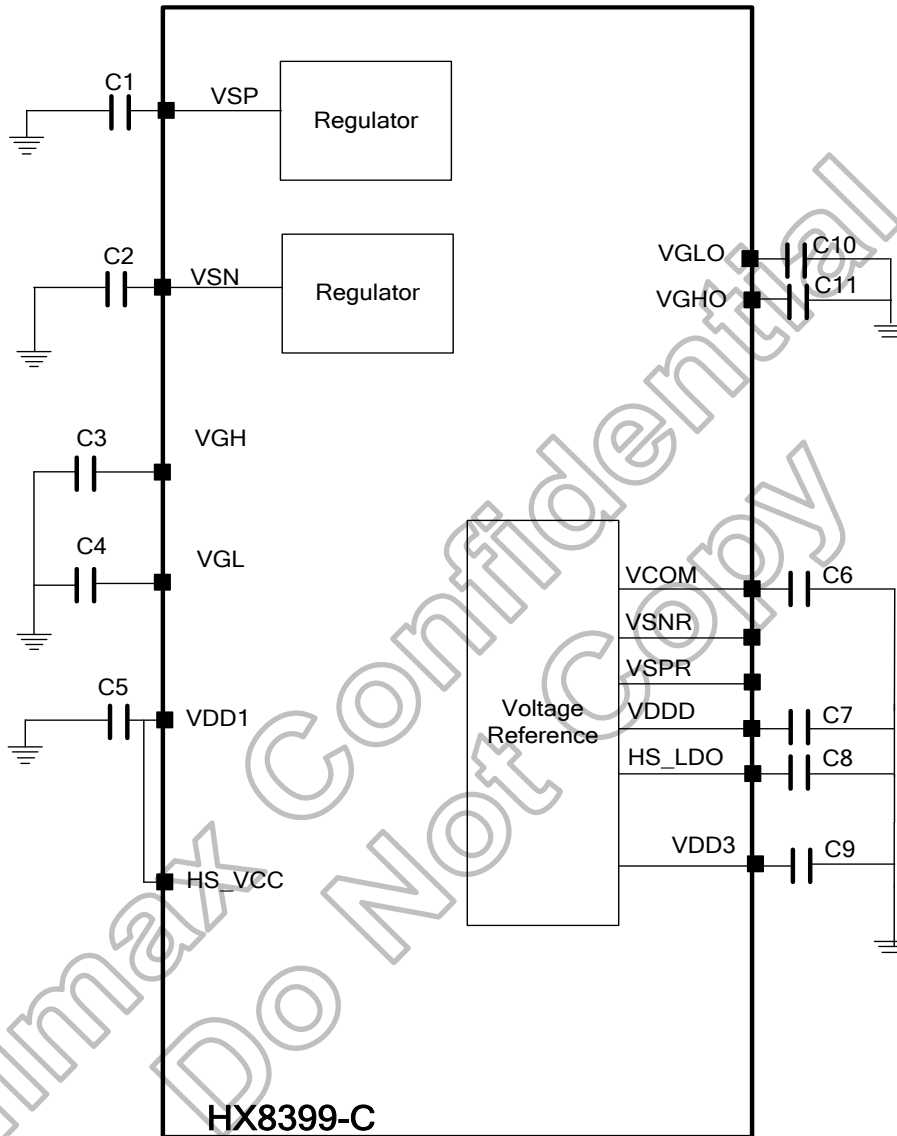 C1
VSP
Regulator
C2
VSN
Regulator
VGLO
C10
VGHO
C11
C3
VGH
C4
VGL
VCOM
C6
VSNR
VSPR
C5
VDD1
Voltage
Reference
VDDD
C7
HS_LDO
C8
VDD3
C9
HS_VCC
HX8399-C
Confidential
Do Not Copy